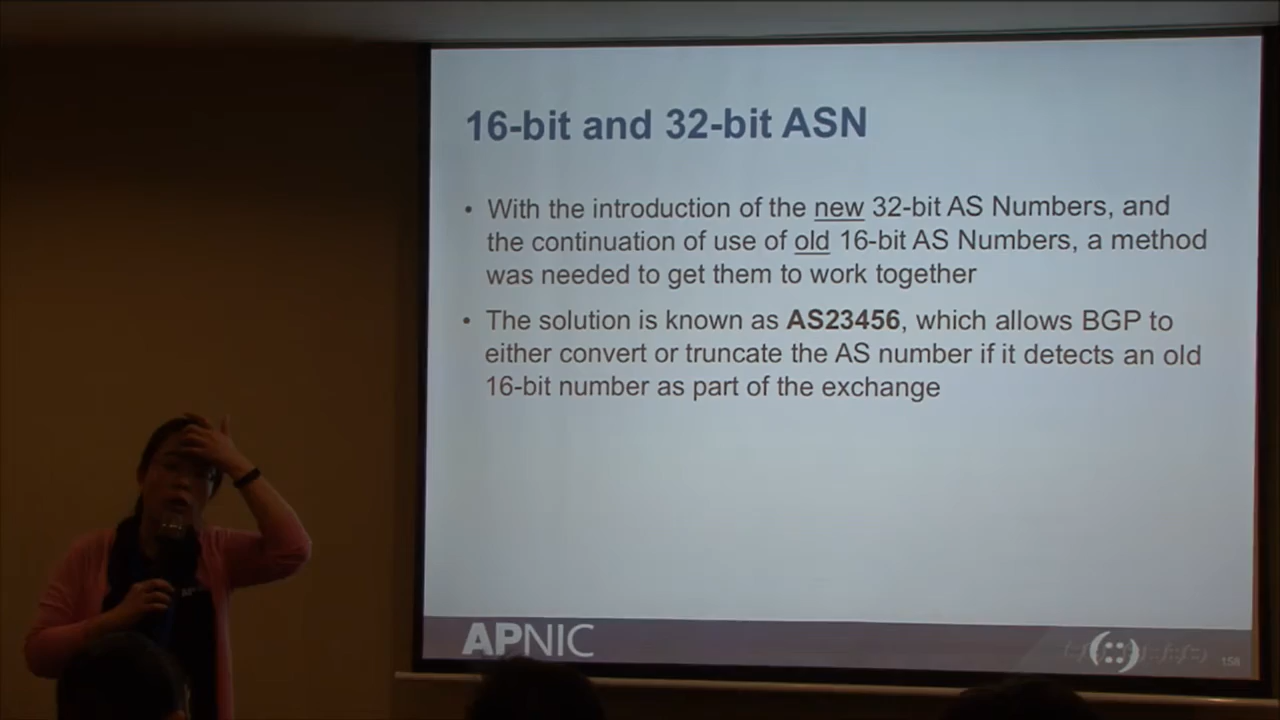 16-bit and 32-bit ASN
• With the introduction of the new 32-bit AS Numbers, and
the continuation of use of old 16-bit AS Numbers, a method
was needed to get them to work together
• The solution is known as AS23456, which allows BGP to
either convert or truncate the AS number if it detects an old
16-bit number as part of the exchange
APNIC
158